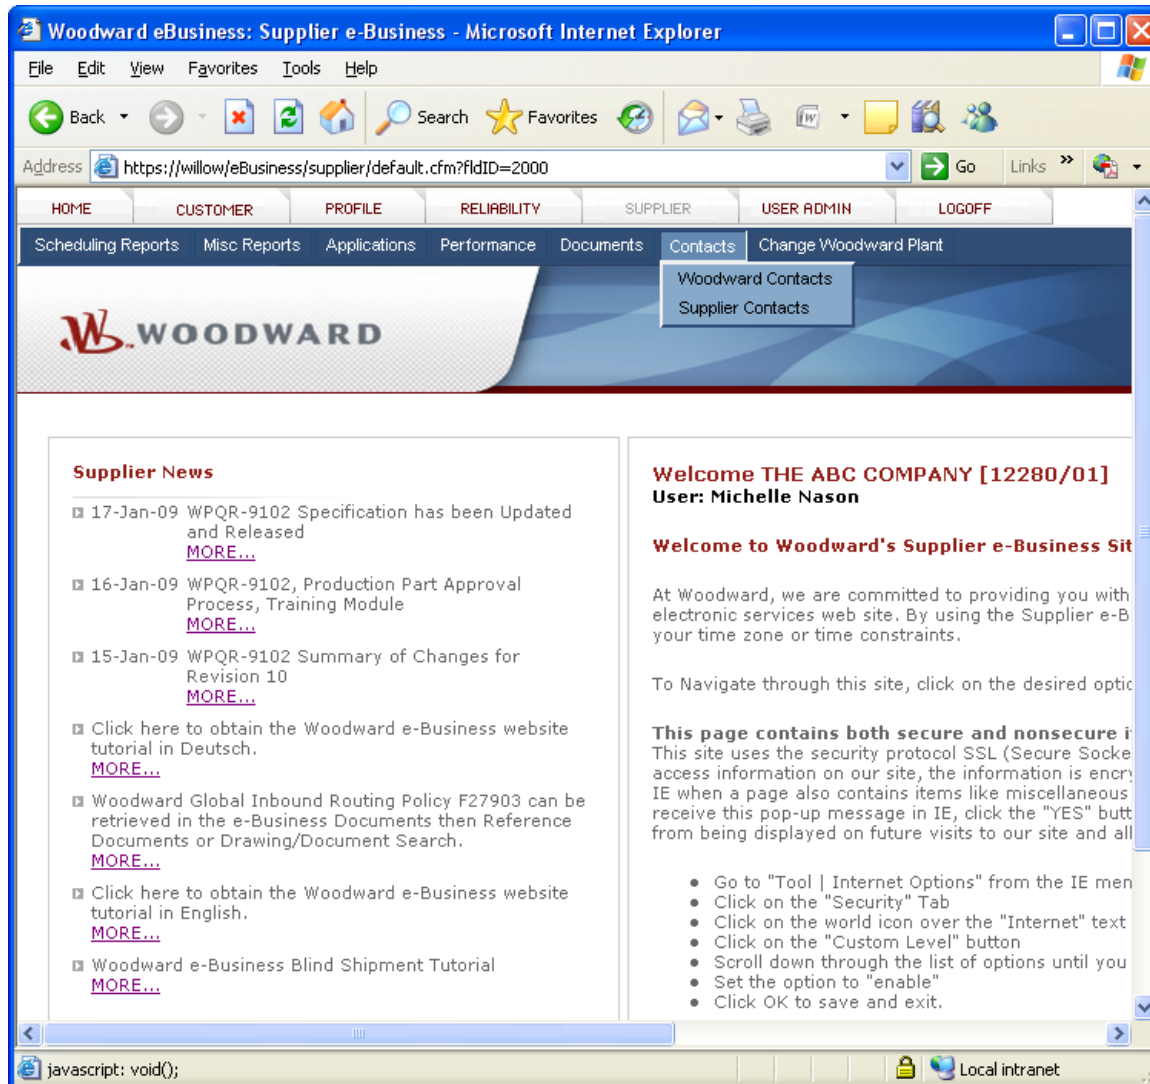 Woodward eBusiness: Supplier e-Business - Microsoft Internet Explorer
File Edit View Favorites Tools Help
Back Search Favorites
Address https://willow/eBusiness/supplier/default.cfm?fldID=2000 Go Links »
HOME CUSTOMER PROFILE RELIABILITY SUPPLIER USER ADMIN LOGOFF
Scheduling Reports Misc Reports Applications Performance Documents Contacts Change Woodward Plant
Woodward Contacts
Supplier Contacts
WOODWARD
Supplier News
17-Jan-09 WPQR-9102 Specification has been Updated
and Released
MORE...
16-Jan-09 WPQR-9102, Production Part Approval
Process, Training Module
MORE...
15-Jan-09 WPQR-9102 Summary of Changes for
Revision 10
MORE...
Click here to obtain the Woodward e-Business website
tutorial in Deutsch.
MORE...
Woodward Global Inbound Routing Policy F27903 can be
retrieved in the e-Business Documents then Reference
Documents or Drawing/Document Search.
MORE...
Click here to obtain the Woodward e-Business website
tutorial in English.
MORE...
Woodward e-Business Blind Shipment Tutorial
MORE...
Welcome THE ABC COMPANY [12280/01]
User: Michelle Nason
Welcome to Woodward's Supplier e-Business Sit
At Woodward, we are committed to providing you with
electronic services web site. By using the Supplier e-B
your time zone or time constraints.
To Navigate through this site, click on the desired optio
This page contains both secure and nonsecure i
This site uses the security protocol SSL (Secure Socke
access information on our site, the information is encry
IE when a page also contains items like miscellaneous
receive this pop-up message in IE, click the "YES" butt
from being displayed on future visits to our site and all
Go to "Tool | Internet Options" from the IE men
Click on the "Security" Tab
Click on the world icon over the "Internet" text
Click on the "Custom Level" button
Scroll down through the list of options until you
Set the option to "enable"
Click OK to save and exit.
javascript: void(); Local intranet